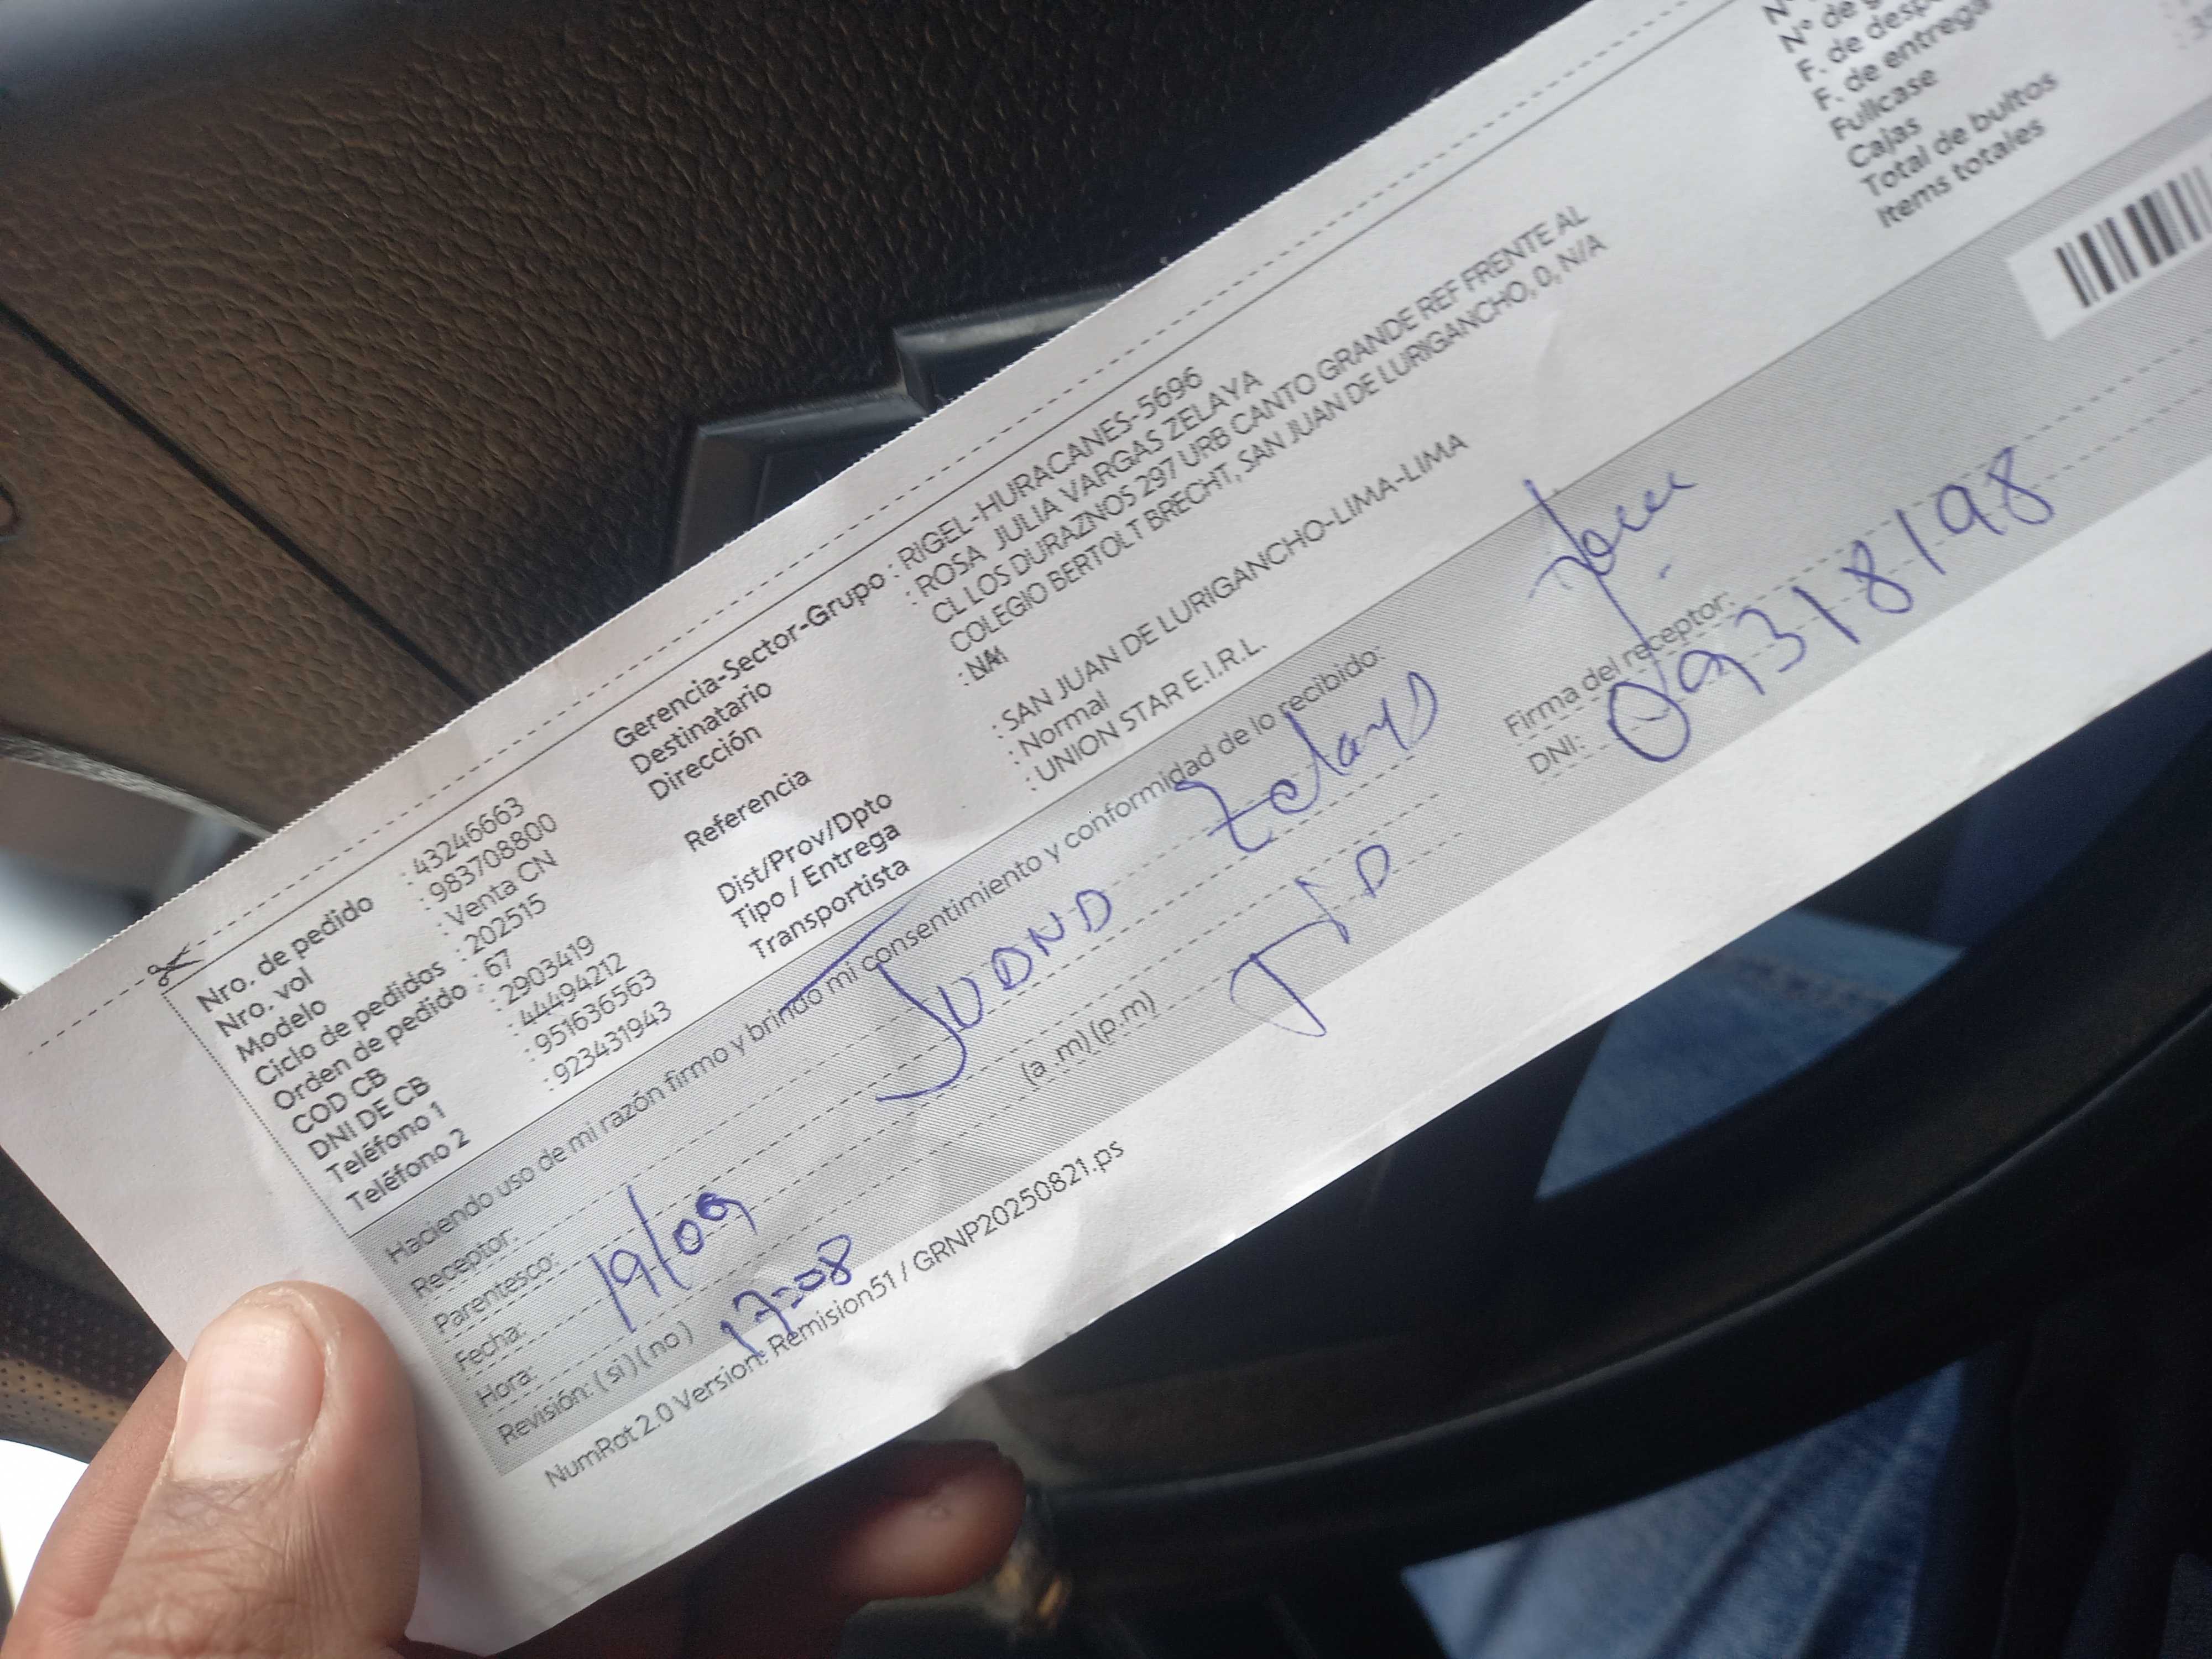 Nro. de pedido : 43246663
Nro. vol : 983708800
Modelo : Venta CN
Ciclo de pedidos : 202515
Orden de pedido : 67
COD CB : 2903419
DNI DE CB : 44494212
Teléfono 1 : 951636563
Teléfono 2 : 923431943
Gerencia-Sector-Grupo : RIGEL-HURACANES-5696
Destinatario : ROSA JULIA VARGAS ZELAYA
Dirección : CL LOS DURAZNOS 297 URB CANTO GRANDE REF FRENTE AL
COLEGIO BERTOLT BRECHT, SAN JUAN DE LURIGANCHO, 0, N/A
Referencia
Dist/Prov/Dpto : SAN JUAN DE LURIGANCHO-LIMA-LIMA
Tipo / Entrega : Normal
Transportista : UNION STAR E.I.R.L.
F. de entrega
Fullcase
Cajas
Total de bultos
Items totales
Haciendo uso de mi razón firmo y brindo mi consentimiento y conformidad de lo recibido:
Receptor: Juana Zelaya
Parentesco:
Fecha: 19/09
Hora: (a .m) (p.m)
Revisión: ( si ) ( no ) 17:08
Firma del receptor:
DNI: 09318198
NumRot 2.0 Version: Remision51 / GRNP20250821.ps